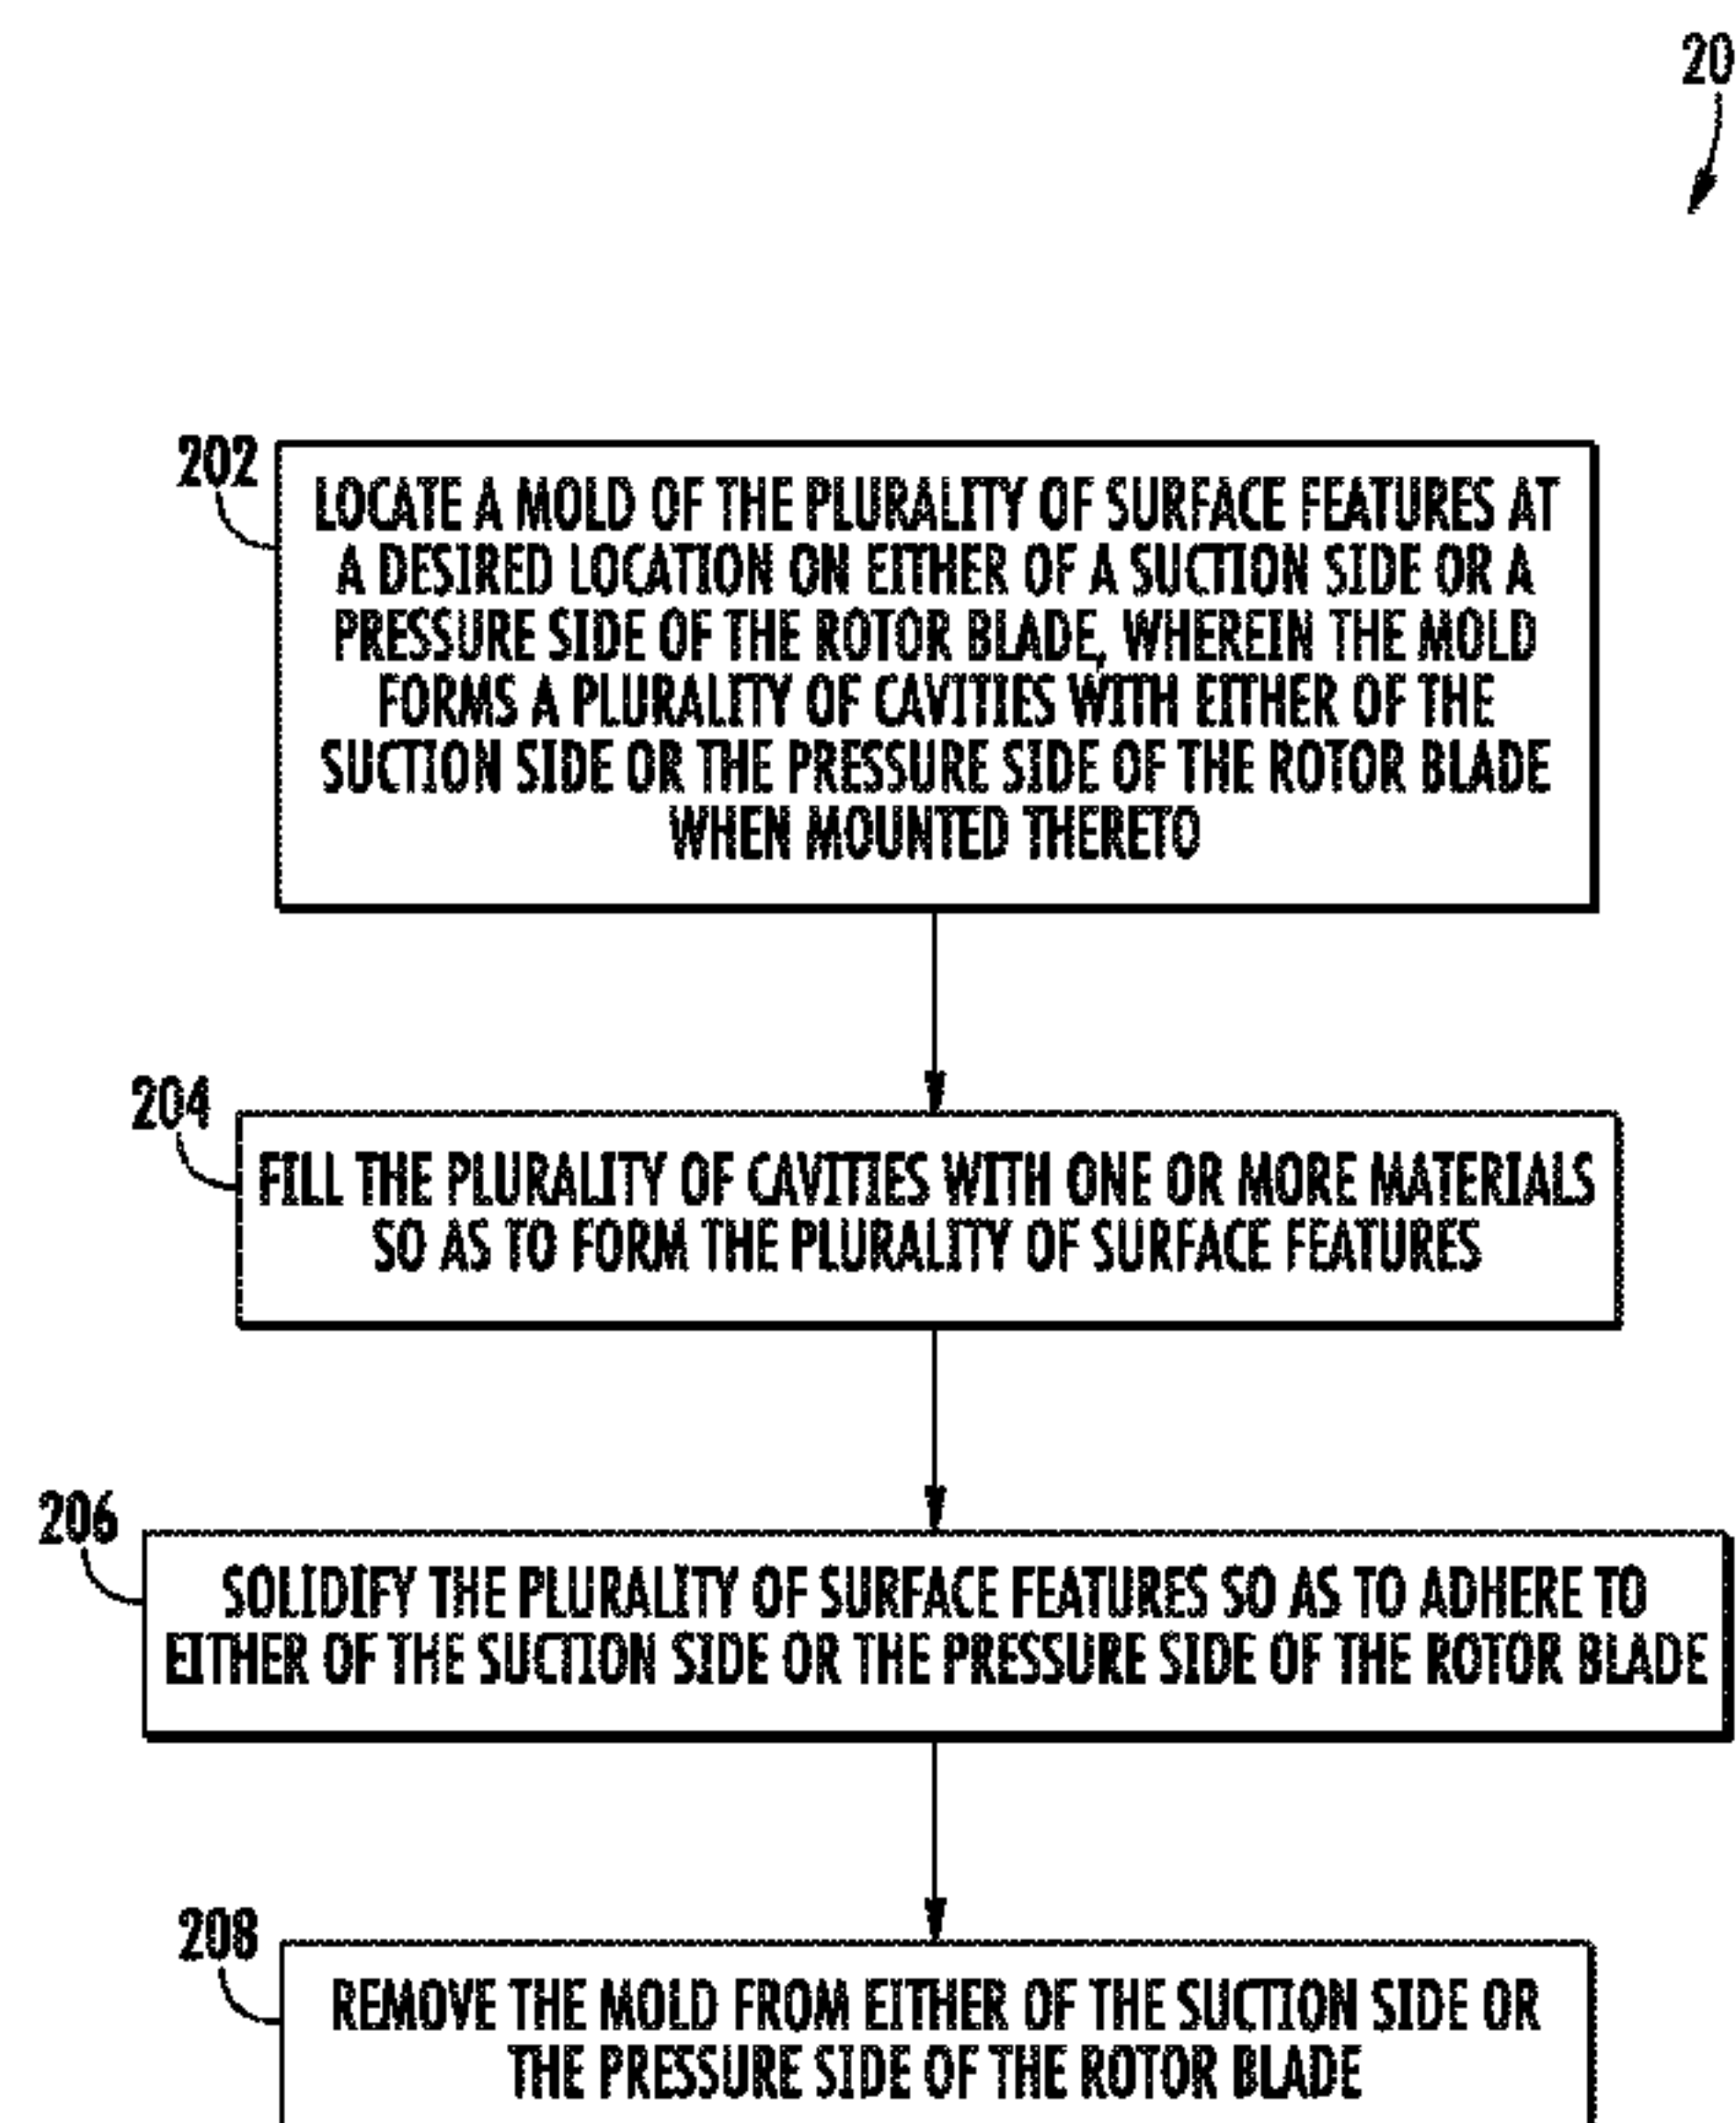 20
202
LOCATE A MOLD OF THE PLURALITY OF SURFACE FEATURES AT
A DESIRED LOCATION ON EITHER OF A SUCTION SIDE OR A
PRESSURE SIDE OF THE ROTOR BLADE, WHEREIN THE MOLD
FORMS A PLURALITY OF CAVITIES WITH EITHER OF THE
SUCTION SIDE OR THE PRESSURE SIDE OF THE ROTOR BLADE
WHEN MOUNTED THERETO
204
FILL THE PLURALITY OF CAVITIES WITH ONE OR MORE MATERIALS
SO AS TO FORM THE PLURALITY OF SURFACE FEATURES
206
SOLIDIFY THE PLURALITY OF SURFACE FEATURES SO AS TO ADHERE TO
EITHER OF THE SUCTION SIDE OR THE PRESSURE SIDE OF THE ROTOR BLADE
208
REMOVE THE MOLD FROM EITHER OF THE SUCTION SIDE OR
THE PRESSURE SIDE OF THE ROTOR BLADE